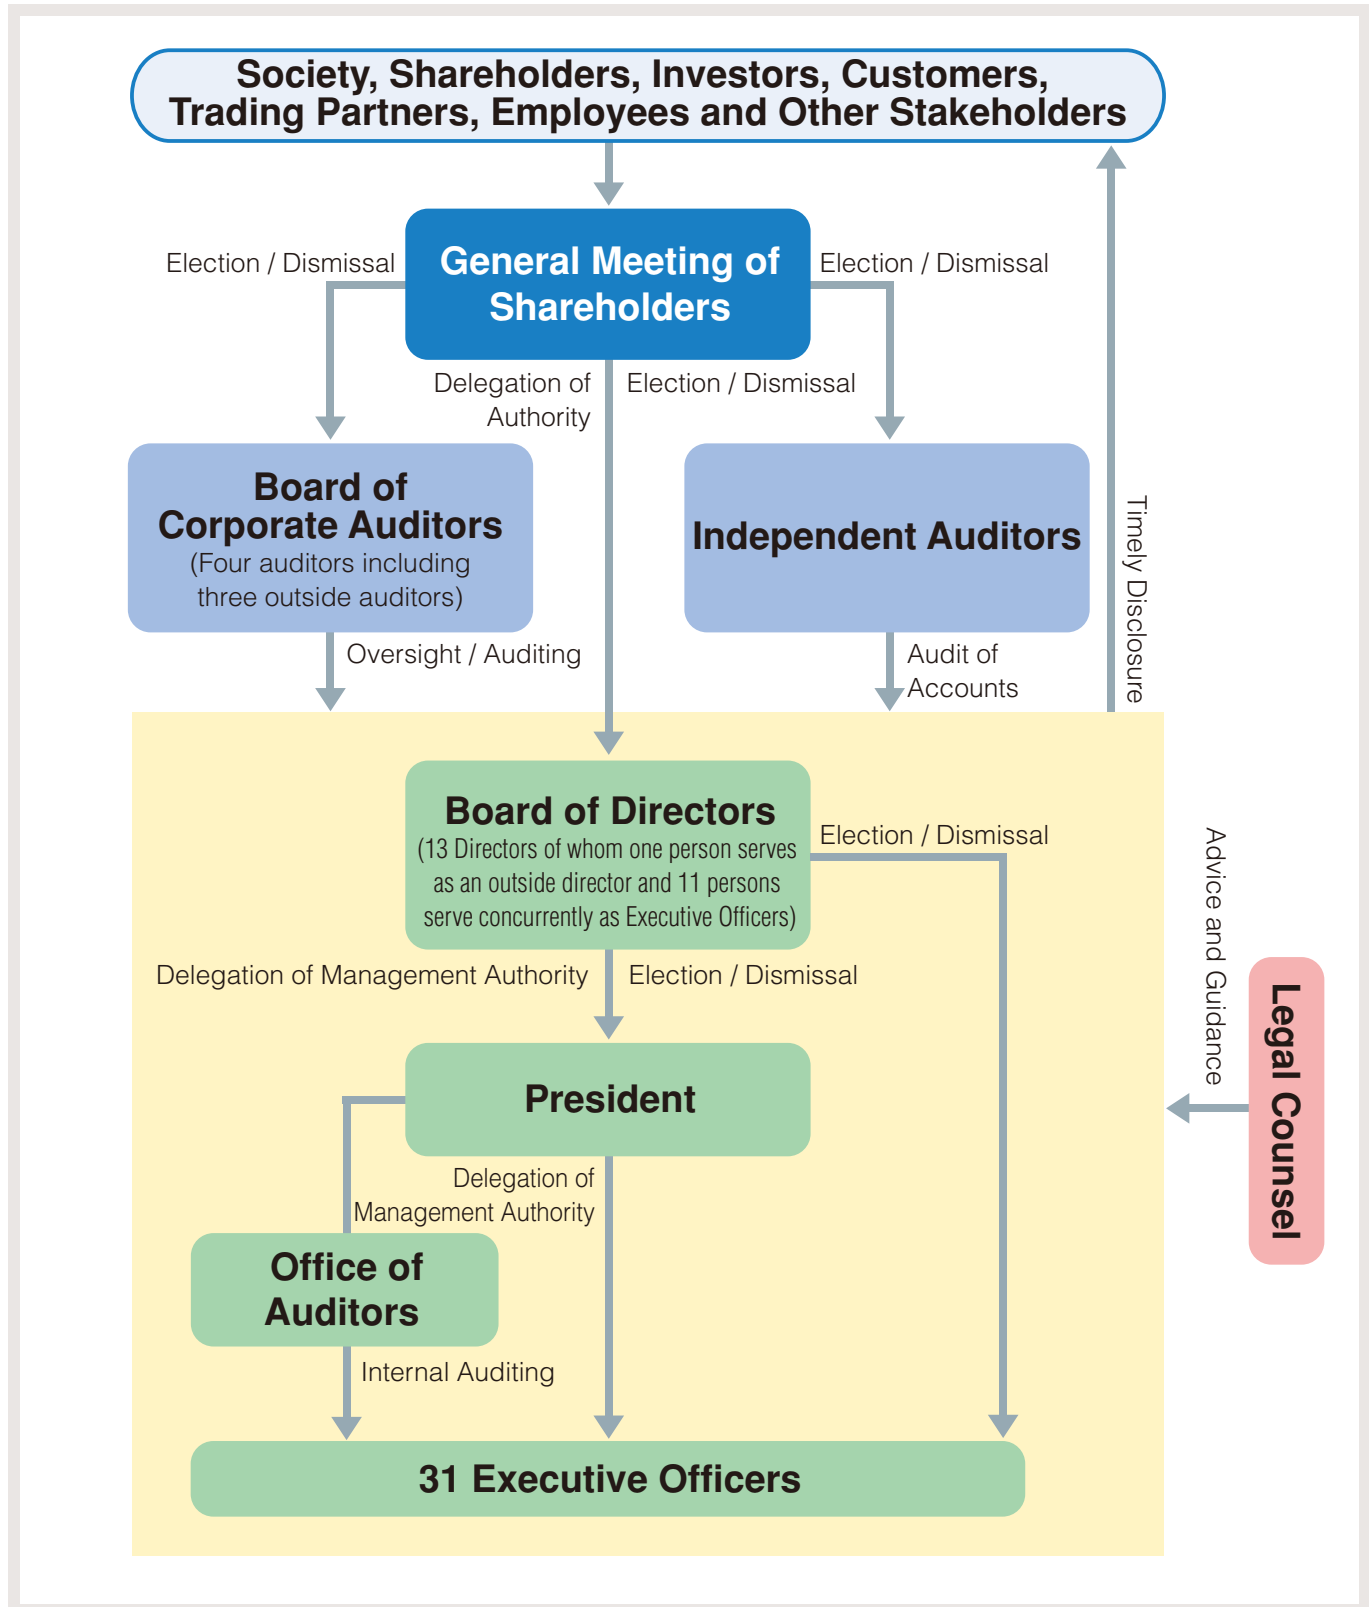 Society, Shareholders, Investors, Customers,
Trading Partners, Employees and Other Stakeholders
General Meeting of
Shareholders
Election / Dismissal
Election / Dismissal
Delegation of
Authority
Election / Dismissal
Board of
Corporate Auditors
(Four auditors including
three outside auditors)
Independent Auditors
Timely Disclosure
Oversight / Auditing
Audit of
Accounts
Board of Directors
(13 Directors of whom one person serves
as an outside director and 11 persons
serve concurrently as Executive Officers)
Election / Dismissal
Advice and Guidance
Legal Counsel
Delegation of Management Authority
Election / Dismissal
President
Delegation of
Management Authority
Office of
Auditors
Internal Auditing
31 Executive Officers